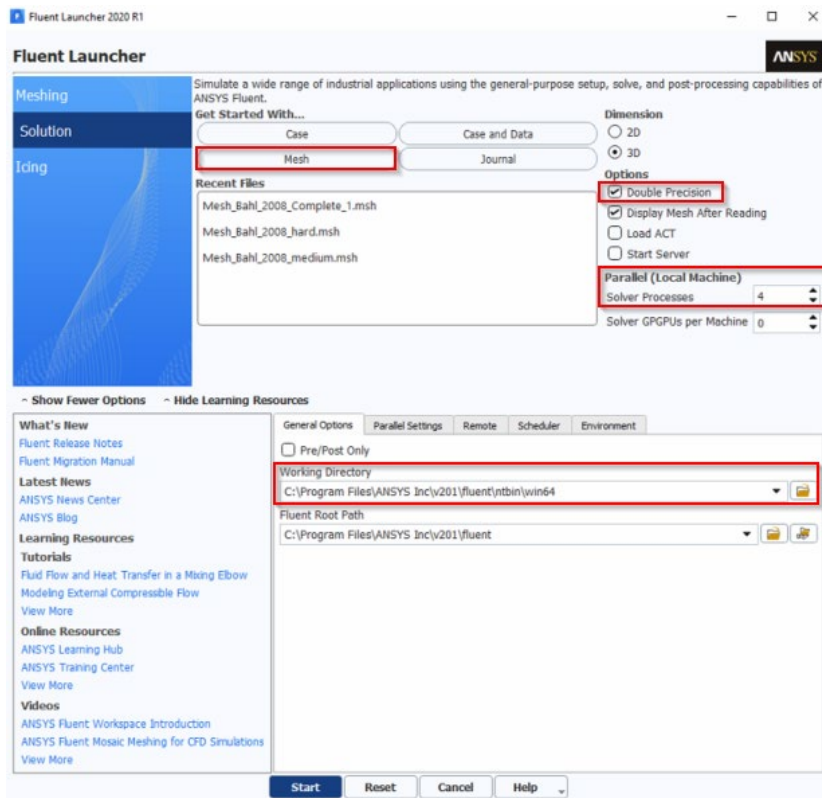 Fluent Launcher 2020 R1
Fluent Launcher
ANSYS
Meshing
Solution
Icing
Simulate a wide range of industrial applications using the general-purpose setup, solve, and post-processing capabilities of
ANSYS Fluent.
Get Started With...
Case
Case and Data
Mesh
Journal
Recent Files
Mesh_Bahl_2008_Complete_1.msh
Mesh_Bahl_2008_hard.msh
Mesh_Bahl_2008_medium.msh
Dimension
2D
3D
Options
Double Precision
Display Mesh After Reading
Load ACT
Start Server
Parallel (Local Machine)
Solver Processes 4
Solver GPGPUs per Machine 0
Show Fewer Options Hide Learning Resources
What's New
Fluent Release Notes
Fluent Migration Manual
Latest News
ANSYS News Center
ANSYS Blog
Learning Resources
Tutorials
Fluid Flow and Heat Transfer in a Mixing Elbow
Modeling External Compressible Flow
View More
Online Resources
ANSYS Learning Hub
ANSYS Training Center
View More
Videos
ANSYS Fluent Workspace Introduction
ANSYS Fluent Mosaic Meshing for CFD Simulations
View More
General Options Parallel Settings Remote Scheduler Environment
Pre/Post Only
Working Directory
C:\Program Files\ANSYS Inc\v201\fluent\ntbin\win64
Fluent Root Path
C:\Program Files\ANSYS Inc\v201\fluent
Start Reset Cancel Help